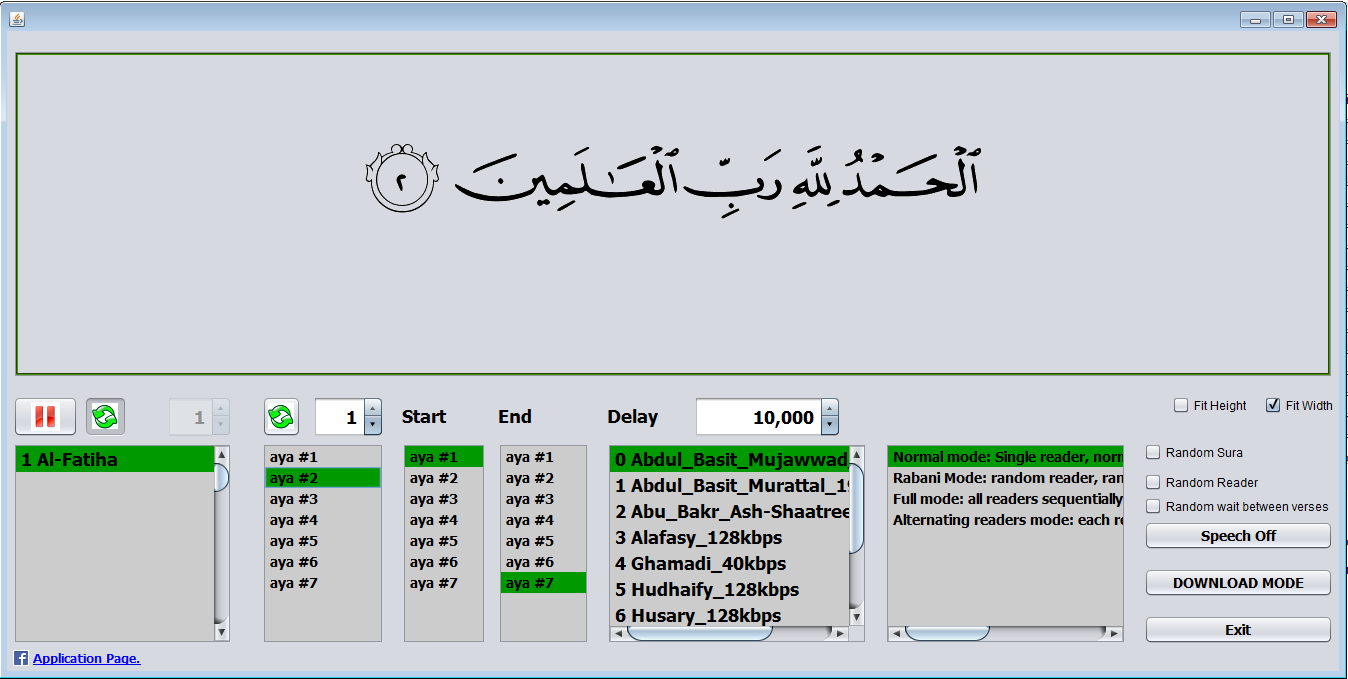 ٱلْحَمْدُ لِلَّهِ رَبِّ ٱلْعَـٰلَمِينَ ٢
1
1
Start
End
Delay
10,000
Fit Height
Fit Width
1 Al-Fatiha
aya #1
aya #2
aya #3
aya #4
aya #5
aya #6
aya #7
aya #1
aya #2
aya #3
aya #4
aya #5
aya #6
aya #7
aya #1
aya #2
aya #3
aya #4
aya #5
aya #6
aya #7
0 Abdul_Basit_Mujawwad_
1 Abdul_Basit_Murattal_19
2 Abu_Bakr_Ash-Shaatree
3 Alafasy_128kbps
4 Ghamadi_40kbps
5 Hudhaify_128kbps
6 Husary_128kbps
Normal mode: Single reader, norm
Rabani Mode: random reader, ran
Full mode: all readers sequentially
Alternating readers mode: each re
Random Sura
Random Reader
Random wait between verses
Speech Off
DOWNLOAD MODE
Exit
f Application Page.